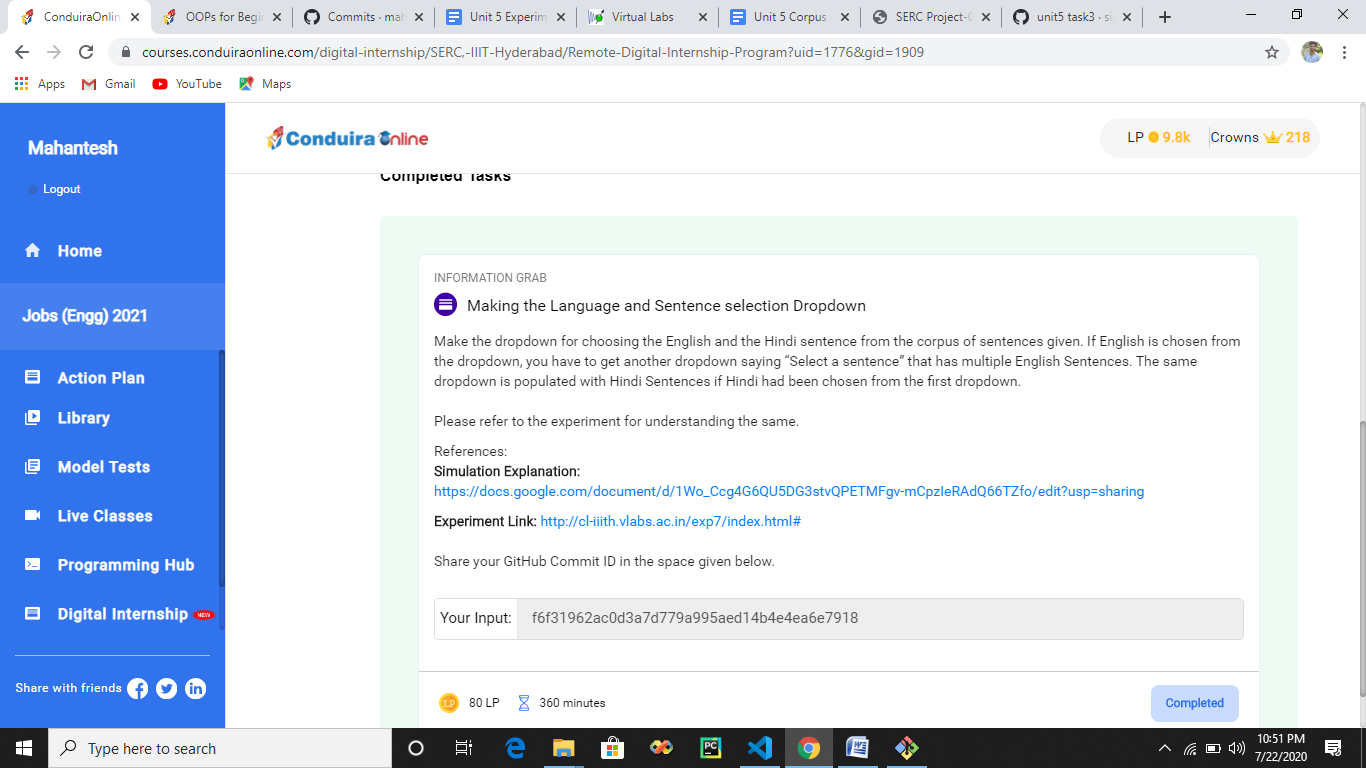 ConduiraOnlin
OOPs for Begin
Commits · mah
Unit 5 Experim
Virtual Labs
Unit 5 Corpus
SERC Project-C
unit5 task3 · si
courses.conduiraonline.com/digital-internship/SERC,-IIIT-Hyderabad/Remote-Digital-Internship-Program?uid=1776&gid=1909
Apps
Gmail
YouTube
Maps
Mahantesh
Logout
Home
Jobs (Engg) 2021
Action Plan
Library
Model Tests
Live Classes
Programming Hub
Digital Internship NEW
Share with friends
Conduira Online
LP 9.8k
Crowns 218
Completed Tasks
INFORMATION GRAB
Making the Language and Sentence selection Dropdown
Make the dropdown for choosing the English and the Hindi sentence from the corpus of sentences given. If English is chosen from
the dropdown, you have to get another dropdown saying “Select a sentence” that has multiple English Sentences. The same
dropdown is populated with Hindi Sentences if Hindi had been chosen from the first dropdown.
Please refer to the experiment for understanding the same.
References:
Simulation Explanation:
https://docs.google.com/document/d/1Wo_Ccg4G6QU5DG3stvQPETMFgv-mCpzIeRAdQ66TZfo/edit?usp=sharing
Experiment Link: http://cl-iiith.vlabs.ac.in/exp7/index.html#
Share your GitHub Commit ID in the space given below.
Your Input: f6f31962ac0d3a7d779a995aed14b4e4ea6e7918
LP 80 LP
360 minutes
Completed
Type here to search
PC
10:51 PM
7/22/2020